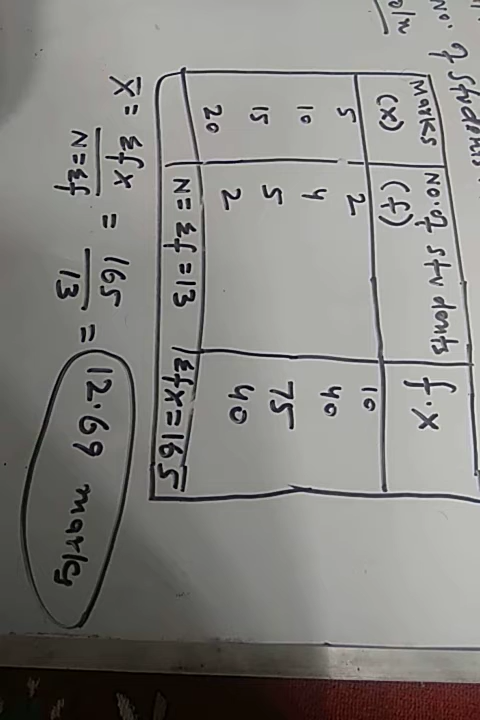 No. of students
Marks (x) No. of students (f) f.x
5 2 10
10 4 40
15 5 75
20 2 40
N = Σf = 13 Σfx = 165
X̄ = Σfx / N=Σf = 165 / 13 = 12.69 marks